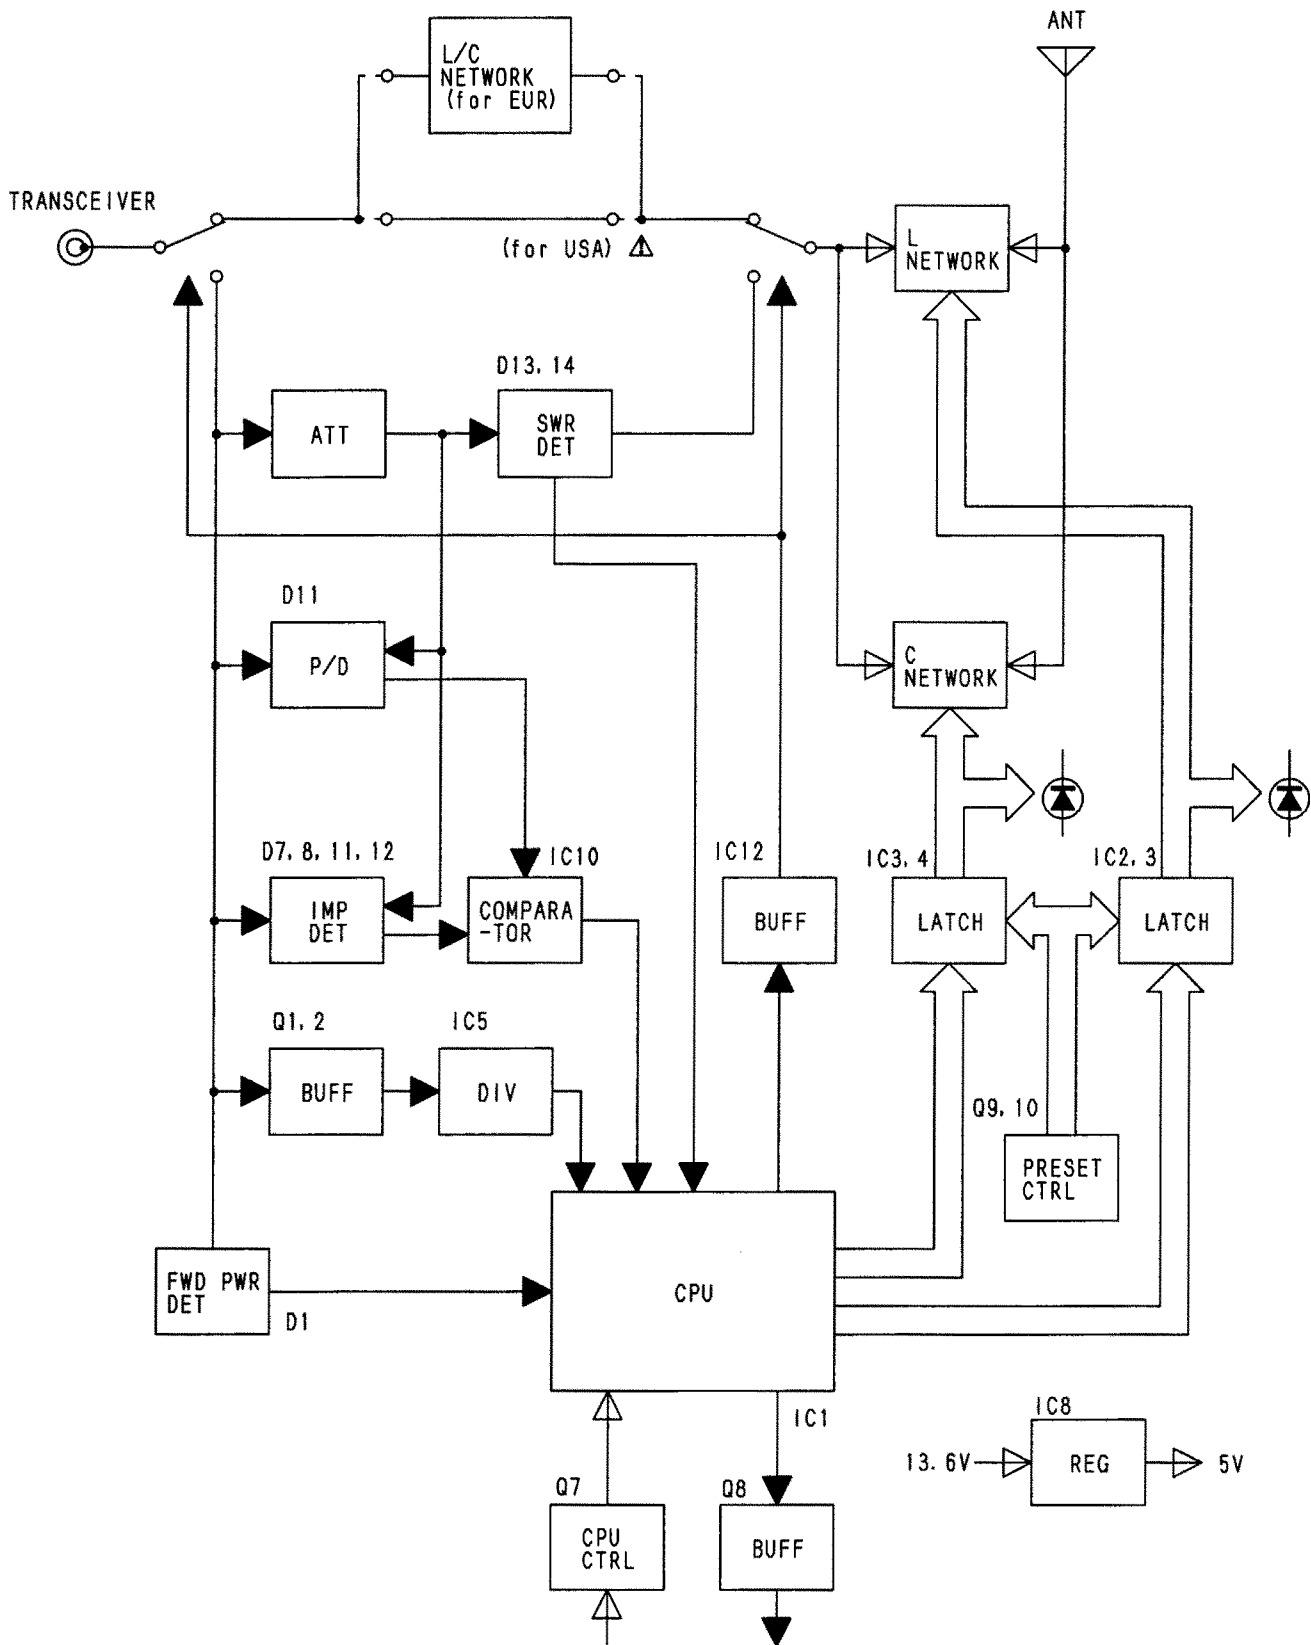 ANT
L/C
NETWORK
(for EUR)
TRANSCEIVER
(for USA)
L
NETWORK
D13, 14
ATT
SWR
DET
D11
P/D
C
NETWORK
D7, 8, 11, 12
IC10
IC12
IC3, 4
IC2, 3
IMP
DET
COMPARA
-TOR
BUFF
LATCH
LATCH
Q1, 2
IC5
BUFF
DIV
Q9, 10
PRESET
CTRL
FWD PWR
DET
D1
CPU
IC1
IC8
13. 6V
REG
5V
Q7
Q8
CPU
CTRL
BUFF